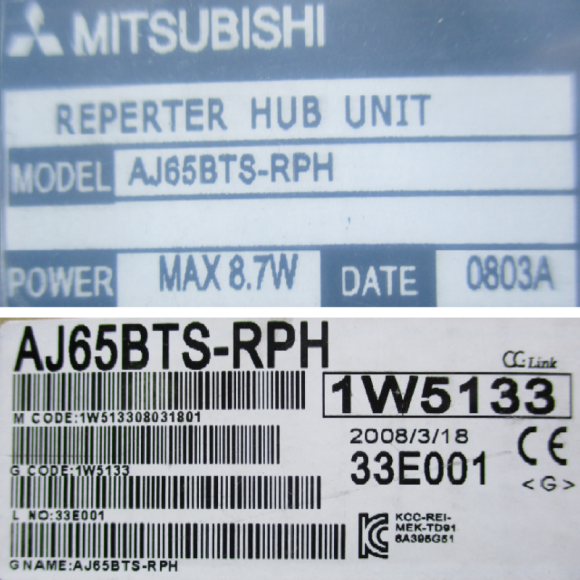 MITSUBISHI
REPERTER HUB UNIT
MODEL AJ65BTS-RPH
POWER MAX 8.7W DATE 0803A
AJ65BTS-RPH
CC-Link
1W5133
M CODE:1W513308031801
2008/3/18
CE
G CODE:1W5133
33E001
<G>
L NO:33E001
KCC-REI-
MEK-TD91
6A395G51
G NAME:AJ65BTS-RPH